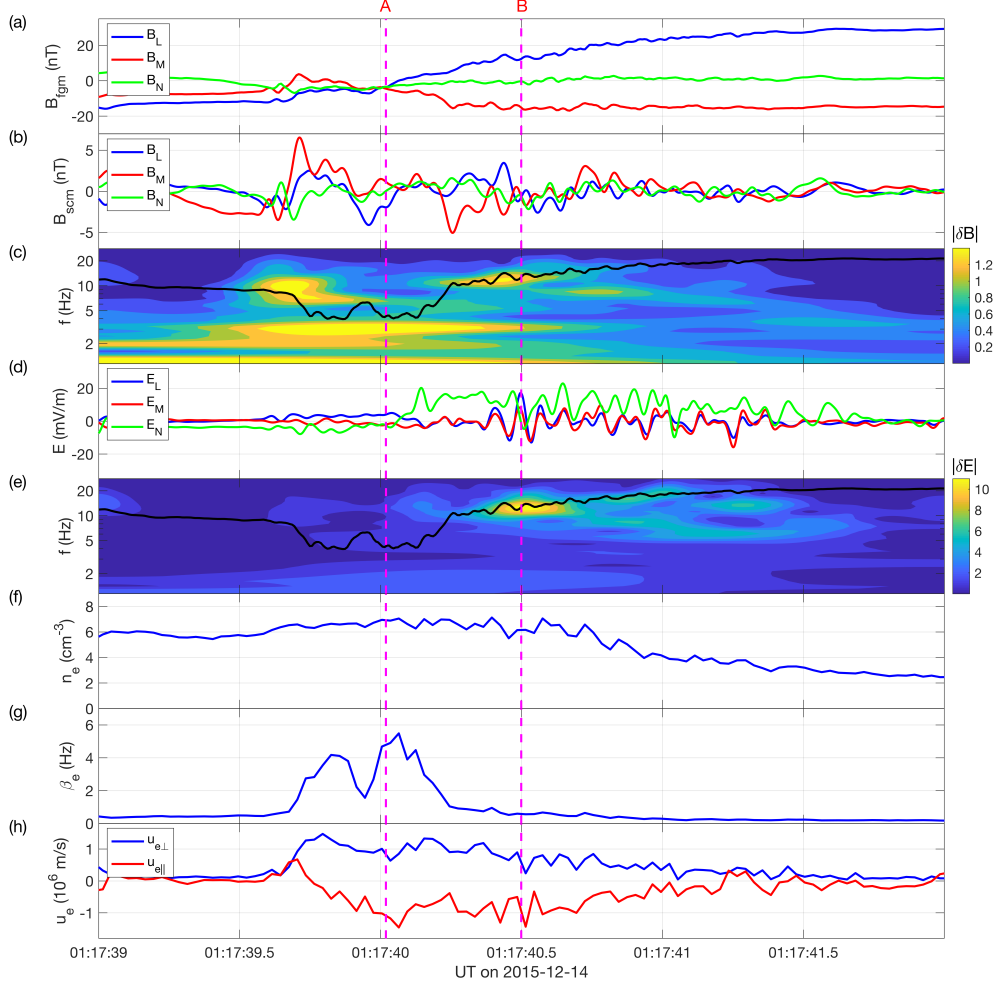 A B
(a)
B_L
B_M
B_N
B_fgm (nT)
20
0
-20
(b)
B_L
B_M
B_N
B_scm (nT)
5
0
-5
(c)
f (Hz)
20
10
5
2
|δB|
1.2
1
0.8
0.6
0.4
0.2
(d)
E_L
E_M
E_N
E (mV/m)
20
0
-20
(e)
f (Hz)
20
10
5
2
|δE|
10
8
6
4
2
(f)
n_e (cm^-3)
8
6
4
2
0
(g)
β_e (Hz)
6
4
2
0
(h)
u_e⊥
u_e||
u_e (10^6 m/s)
1
0
-1
01:17:39 01:17:39.5 01:17:40 01:17:40.5 01:17:41 01:17:41.5
UT on 2015-12-14